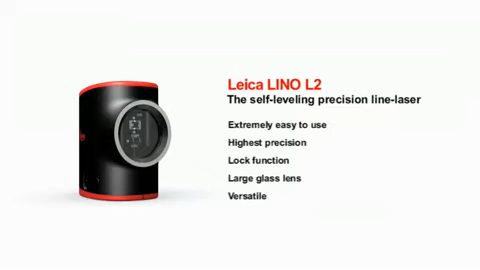 Leica LINO L2
The self-leveling precision line-laser
Extremely easy to use
Highest precision
Lock function
Large glass lens
Versatile